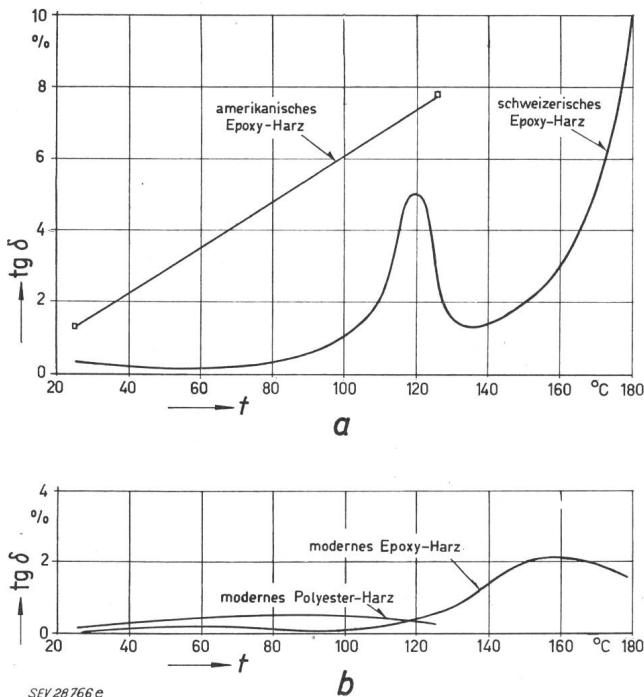 10
%
8
amerikanisches
Epoxy-Harz
schweizerisches
Epoxy-Harz
6
4
tg δ
2
0
20 40 60 80 100 120 140 160 °C 180
t
a
4
%
modernes Epoxy-Harz
2
tg δ
modernes Polyester-Harz
0
20 40 60 80 100 120 140 160 °C 180
t
b
SEV 28766 e